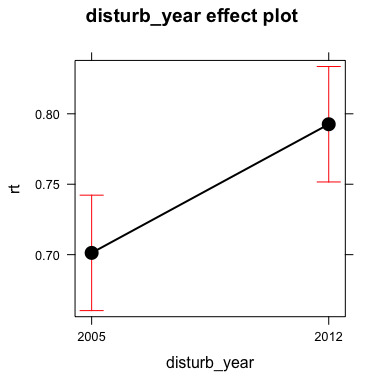 disturb_year effect plot
0.80
0.75
0.70
rt
2005 2012
disturb_year